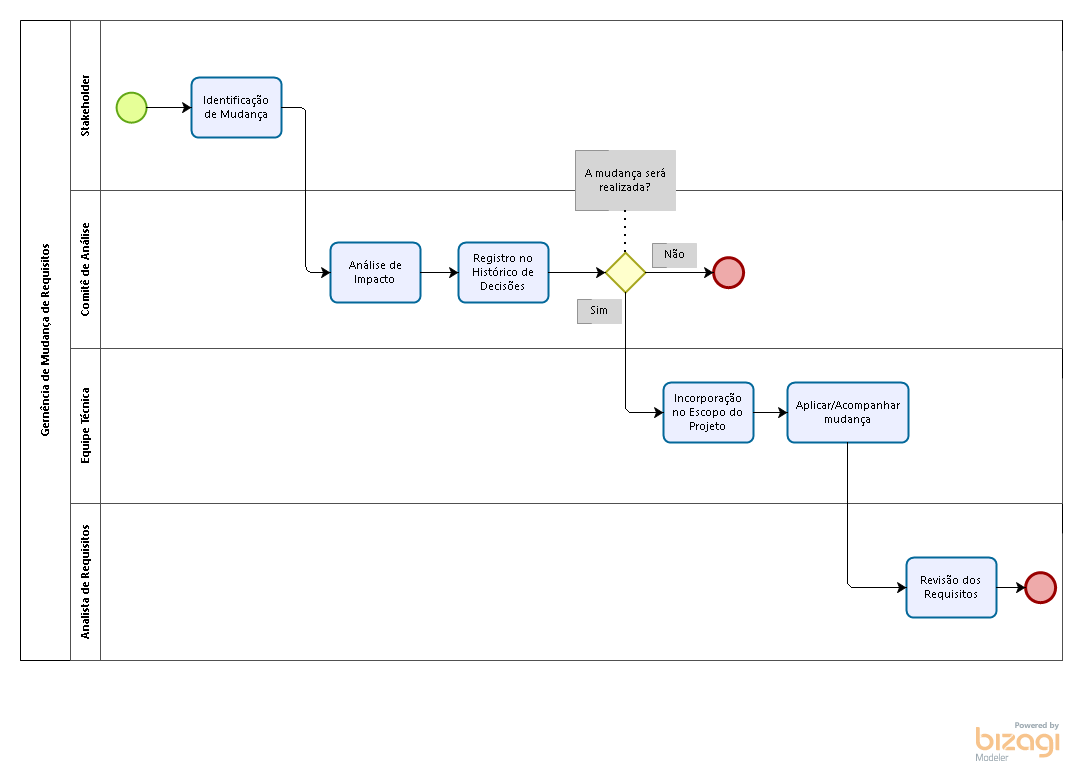 Gernência de Mudança de Requisitos
Stakeholder
Identificação
de Mudança
A mudança será
realizada?
Comitê de Análise
Análise de
Impacto
Registro no
Histórico de
Decisões
Não
Sim
Equipe Técnica
Incorporação
no Escopo do
Projeto
Aplicar/Acompanhar
mudança
Analista de Requisitos
Revisão dos
Requisitos
Powered by
bizagi
Modeler